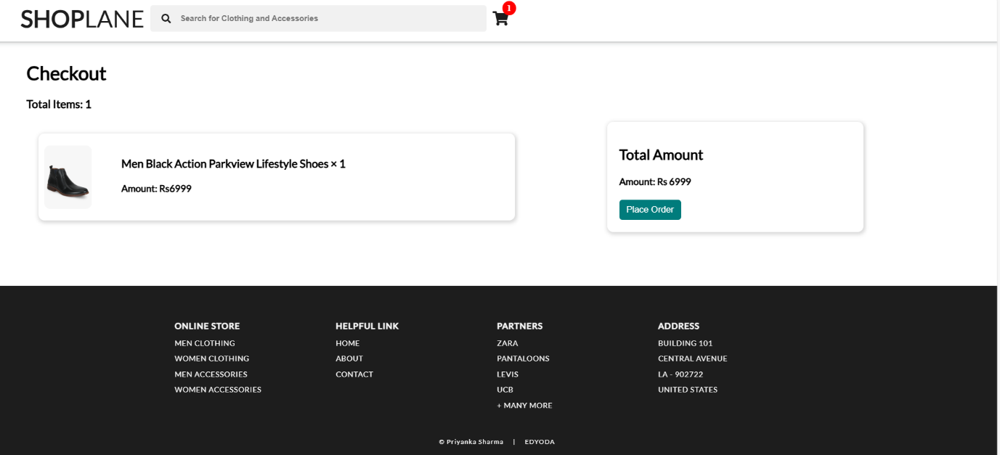 SHOPLANE
Search for Clothing and Accessories
1
Checkout
Total Items: 1
Men Black Action Parkview Lifestyle Shoes × 1
Amount: Rs6999
Total Amount
Amount: Rs 6999
Place Order
ONLINE STORE
MEN CLOTHING
WOMEN CLOTHING
MEN ACCESSORIES
WOMEN ACCESSORIES
HELPFUL LINK
HOME
ABOUT
CONTACT
PARTNERS
ZARA
PANTALOONS
LEVIS
UCB
+ MANY MORE
ADDRESS
BUILDING 101
CENTRAL AVENUE
LA - 902722
UNITED STATES
© Priyanka Sharma | EDYODA